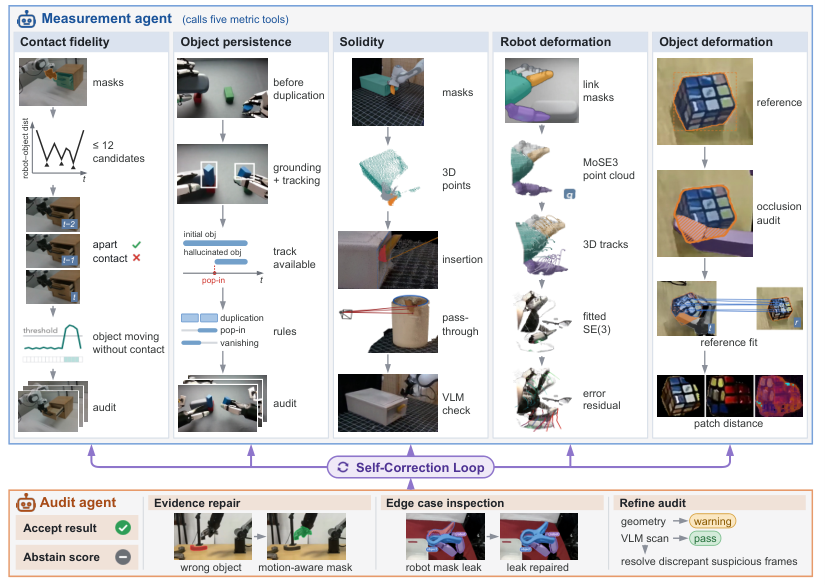 Measurement agent (calls five metric tools)
Contact fidelity
masks
robot–object dist
t
≤ 12
candidates
t−2
t−1
t
apart
contact
threshold
object moving
without contact
audit
Object persistence
before
duplication
grounding
+ tracking
initial obj
hallucinated obj
pop-in
t
track
available
duplication
pop-in
vanishing
rules
audit
Solidity
masks
3D
points
insertion
pass-
through
VLM
check
Robot deformation
link
masks
MoSE3
point cloud
q
3D tracks
fitted
SE(3)
error
residual
Object deformation
reference
occlusion
audit
t
r
reference fit
patch distance
Self-Correction Loop
Audit agent
Accept result
Abstain score
Evidence repair
wrong object
motion-aware mask
Edge case inspection
robot mask leak
leak repaired
Refine audit
geometry
warning
VLM scan
pass
resolve discrepant suspicious frames